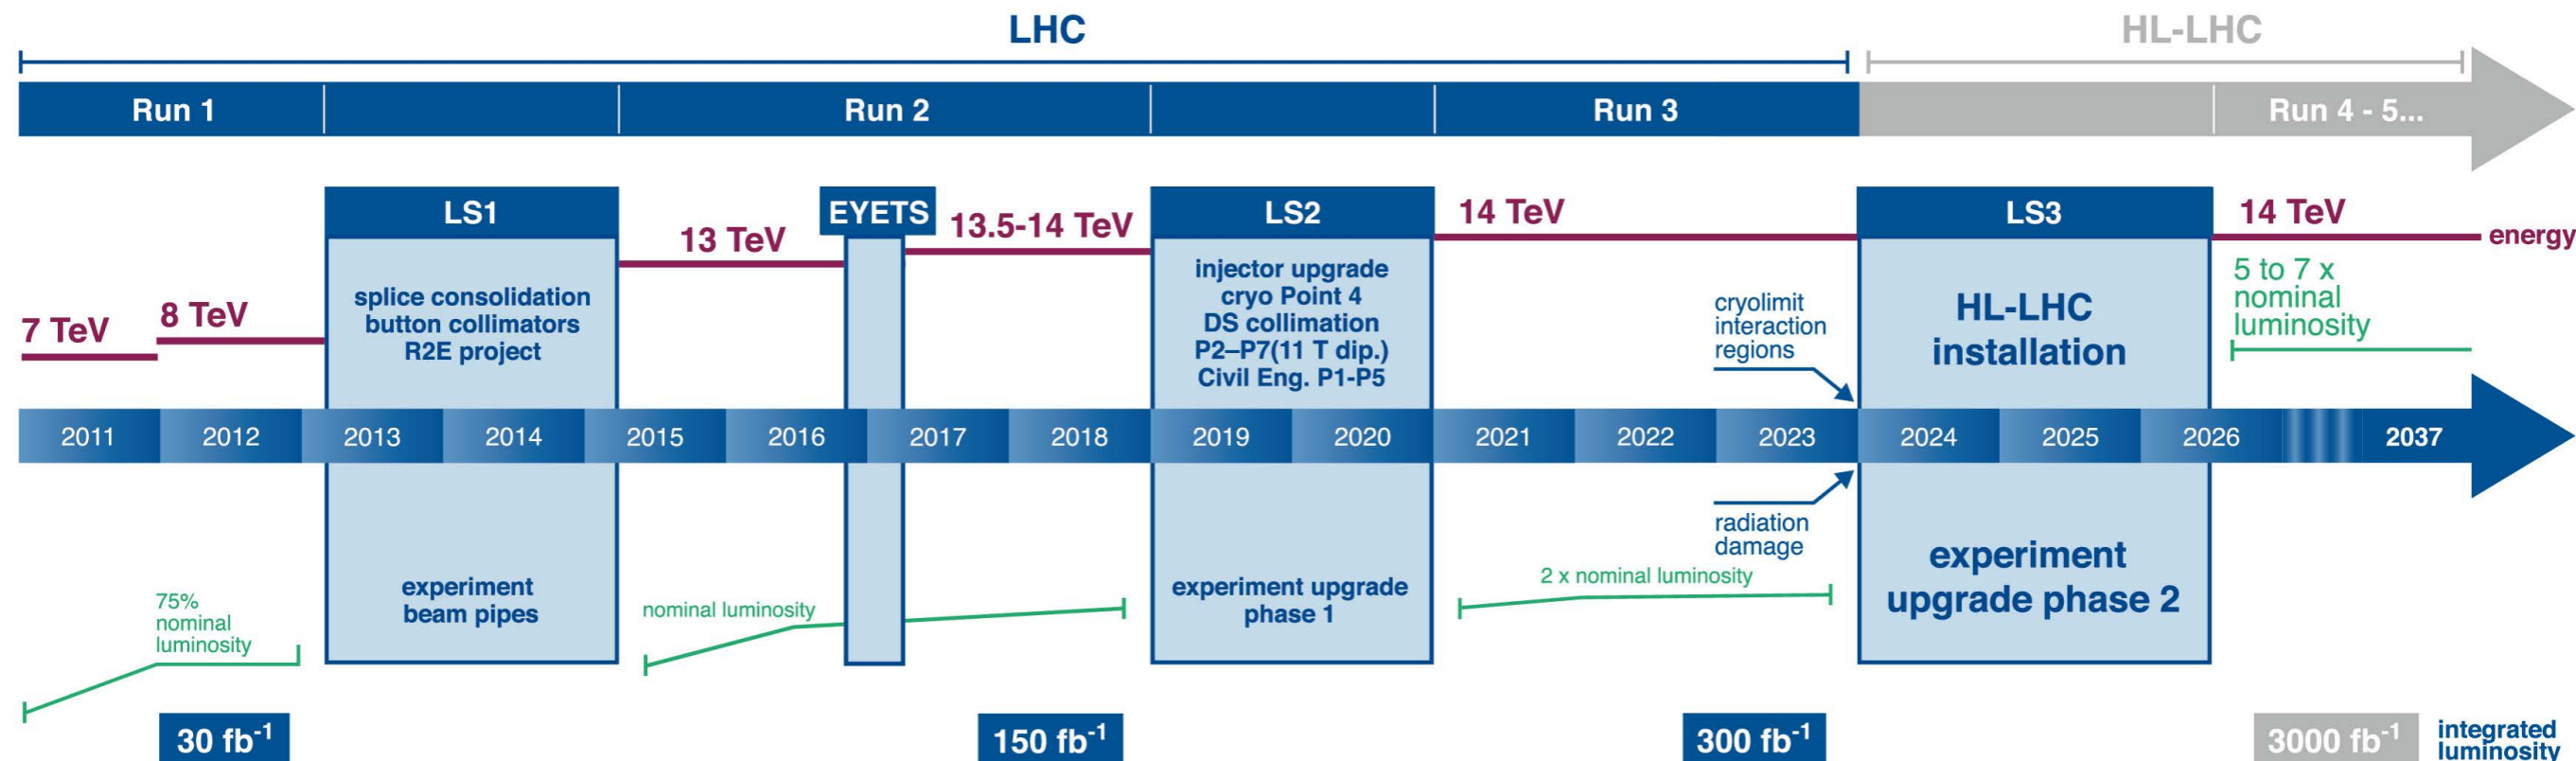 LHC
HL-LHC
Run 1
Run 2
Run 3
Run 4 - 5...
LS1
EYETS
LS2
LS3
7 TeV
8 TeV
13 TeV
13.5-14 TeV
14 TeV
14 TeV
energy
splice consolidation
button collimators
R2E project
injector upgrade
cryo Point 4
DS collimation
P2–P7(11 T dip.)
Civil Eng. P1-P5
cryolimit
interaction
regions
HL-LHC
installation
5 to 7 x
nominal
luminosity
2011 2012 2013 2014 2015 2016 2017 2018 2019 2020 2021 2022 2023 2024 2025 2026 2037
radiation
damage
75%
nominal
luminosity
experiment
beam pipes
nominal luminosity
experiment upgrade
phase 1
2 x nominal luminosity
experiment
upgrade phase 2
30 fb⁻¹
150 fb⁻¹
300 fb⁻¹
3000 fb⁻¹
integrated
luminosity